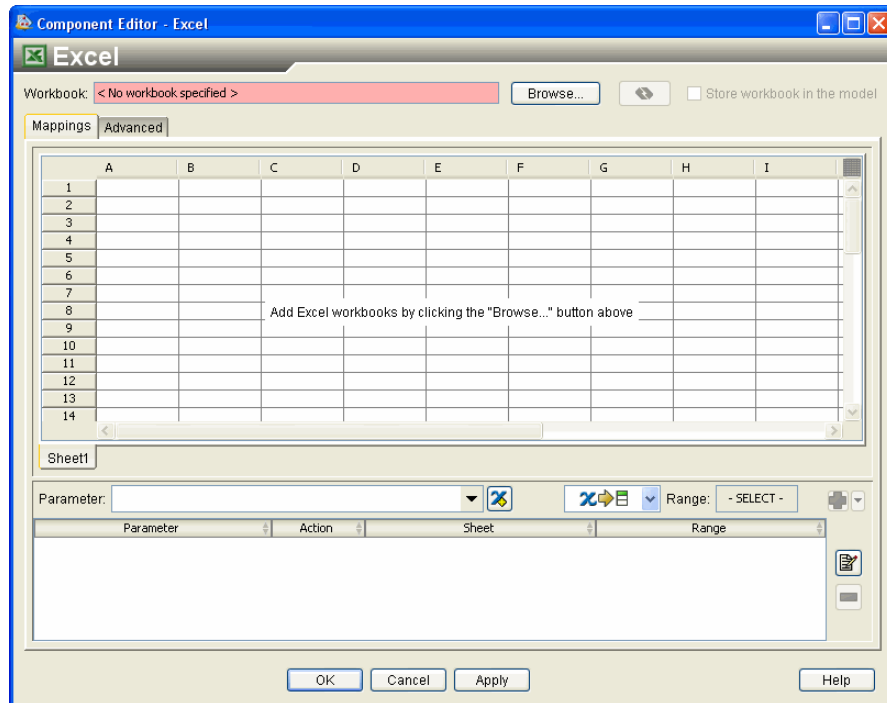 Component Editor - Excel
Excel
Workbook: < No workbook specified > Browse... Store workbook in the model
Mappings Advanced
A B C D E F G H I
1
2
3
4
5
6
7
8
Add Excel workbooks by clicking the "Browse..." button above
9
10
11
12
13
14
Sheet1
Parameter: Range: - SELECT -
Parameter Action Sheet Range
OK Cancel Apply Help